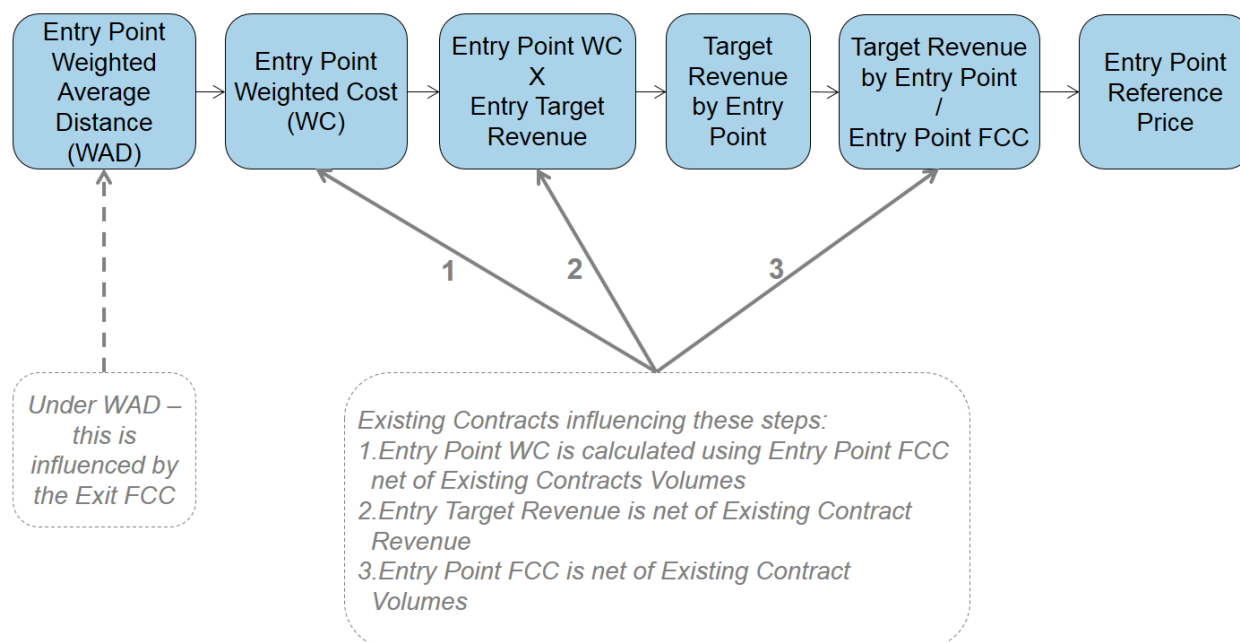 Entry Point
Weighted
Average
Distance
(WAD)
Entry Point
Weighted Cost
(WC)
Entry Point WC
X
Entry Target
Revenue
Target
Revenue
by Entry
Point
Target Revenue
by Entry Point
/
Entry Point FCC
Entry Point
Reference
Price
1
2
3
Under WAD –
this is
influenced by
the Exit FCC
Existing Contracts influencing these steps:
1.Entry Point WC is calculated using Entry Point FCC
net of Existing Contracts Volumes
2.Entry Target Revenue is net of Existing Contract
Revenue
3.Entry Point FCC is net of Existing Contract
Volumes